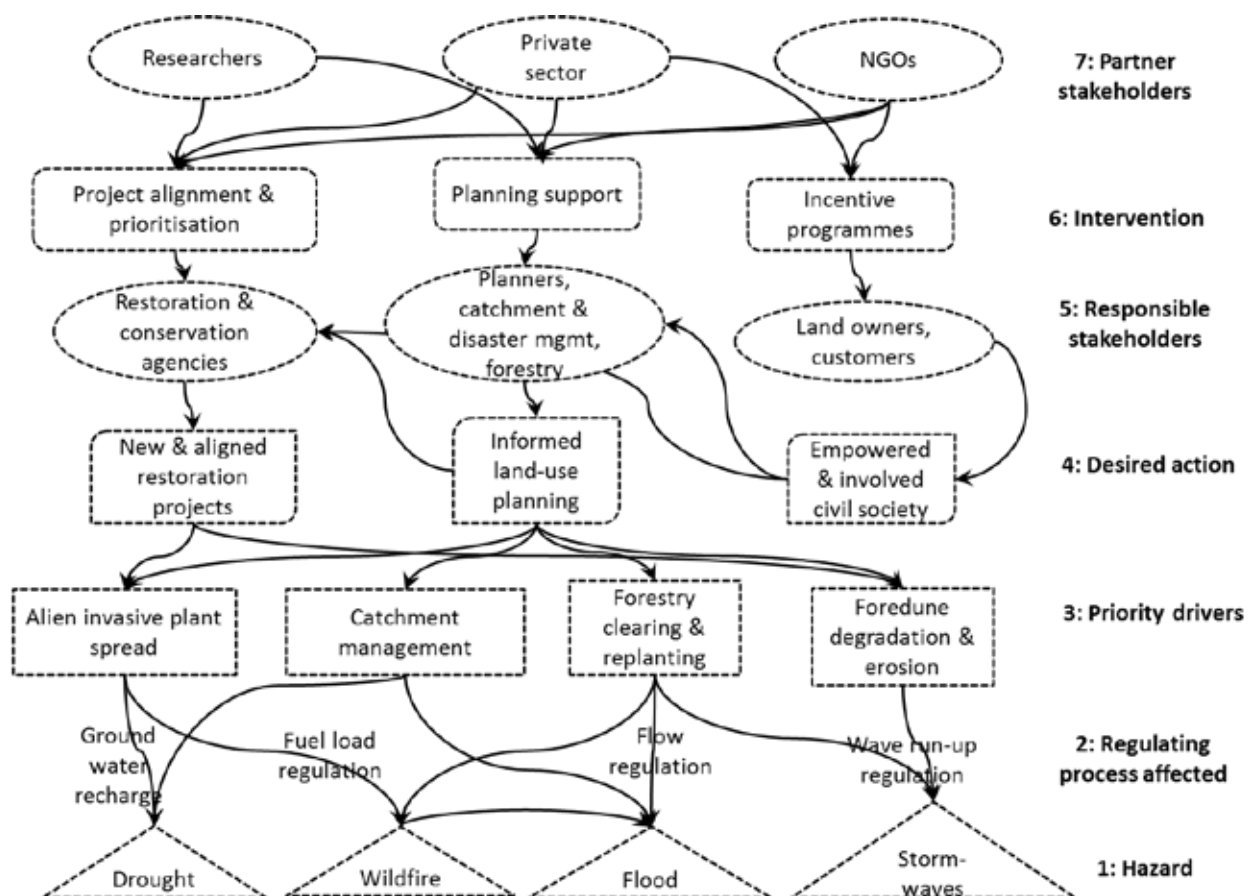 Researchers
Private
sector
NGOs
7: Partner
stakeholders
Project alignment &
prioritisation
Planning support
Incentive
programmes
6: Intervention
Restoration &
conservation
agencies
Planners,
catchment &
disaster mgmt,
forestry
Land owners,
customers
5: Responsible
stakeholders
New & aligned
restoration
projects
Informed
land-use
planning
Empowered
& involved
civil society
4: Desired action
Alien invasive plant
spread
Catchment
management
Forestry
clearing &
replanting
Foredune
degradation &
erosion
3: Priority drivers
Ground
water
recharge
Fuel load
regulation
Flow
regulation
Wave run-up
regulation
2: Regulating
process affected
Drought
Wildfire
Flood
Storm-
waves
1: Hazard